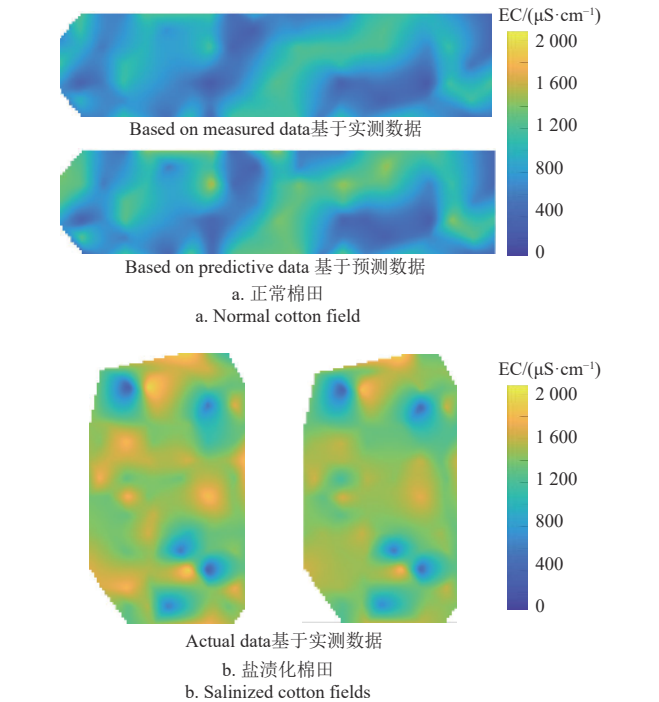 EC/(μS·cm⁻¹)
2 000
1 600
1 200
800
400
0
Based on measured data基于实测数据
Based on predictive data 基于预测数据
a. 正常棉田
a. Normal cotton field
EC/(μS·cm⁻¹)
2 000
1 600
1 200
800
400
0
Actual data基于实测数据
b. 盐渍化棉田
b. Salinized cotton fields